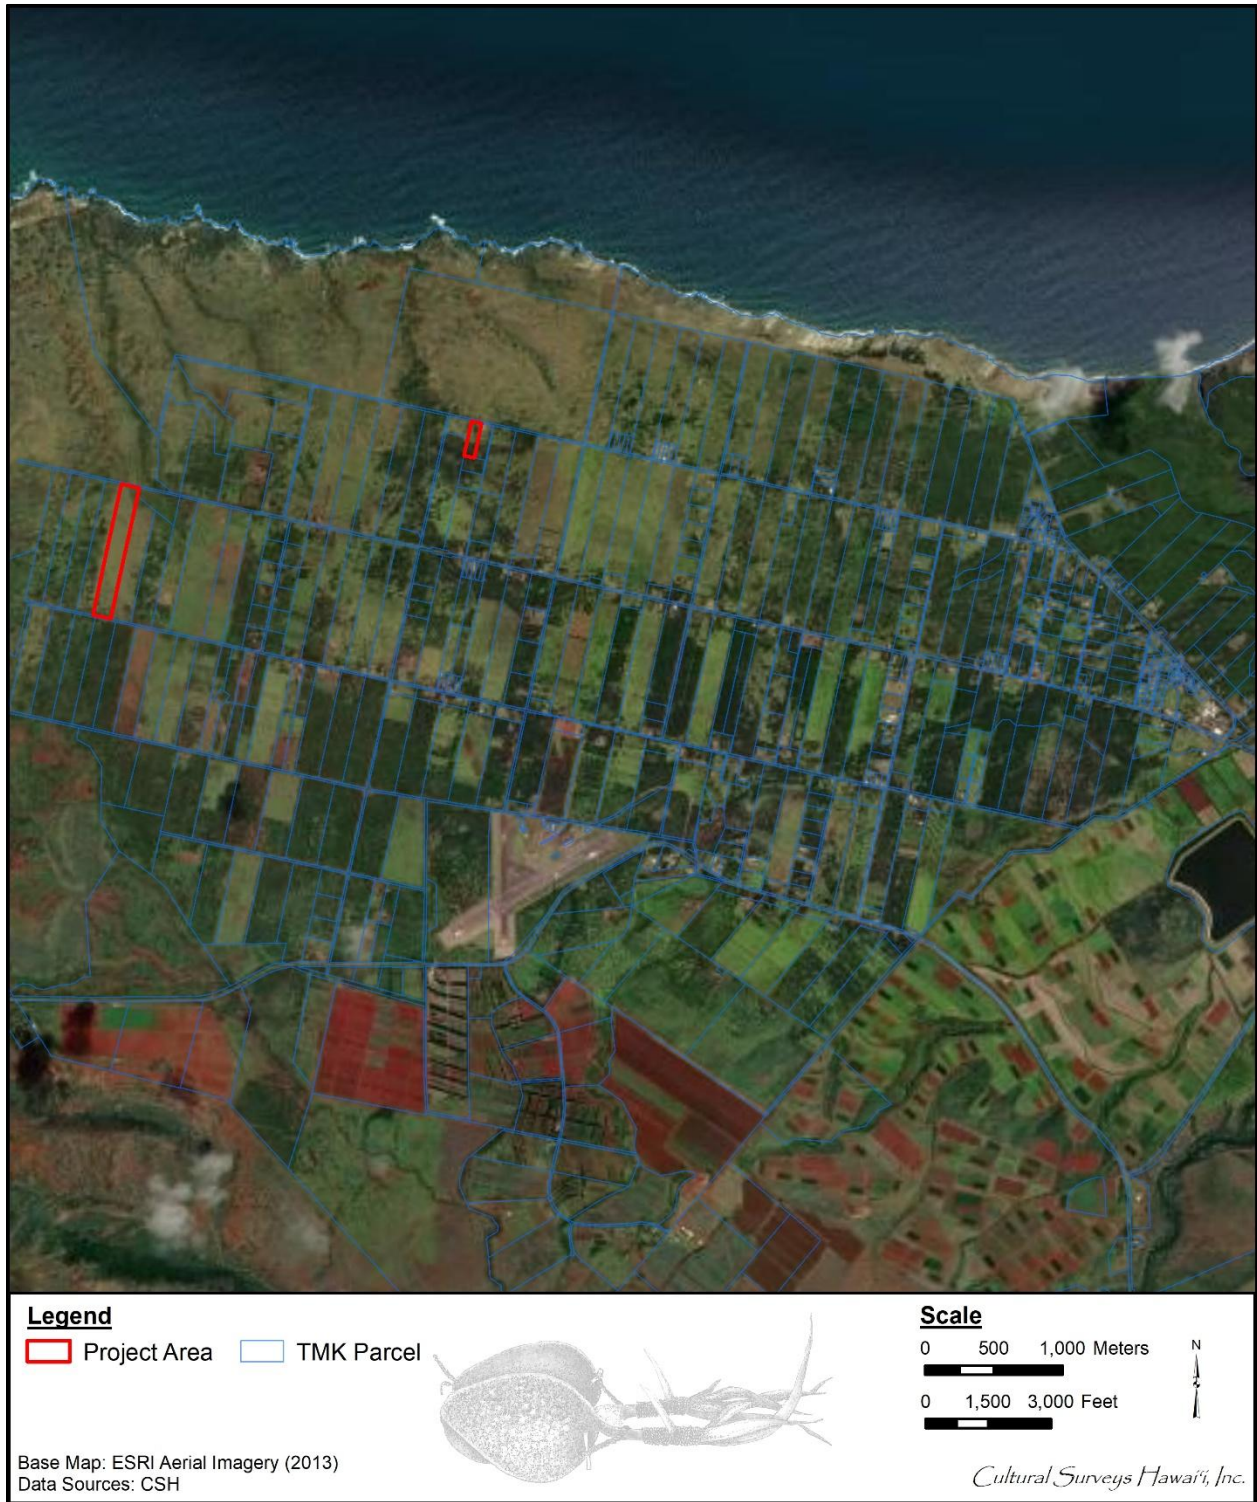 Legend
Project Area
TMK Parcel
Base Map: ESRI Aerial Imagery (2013)
Data Sources: CSH
Scale
0 500 1,000 Meters
0 1,500 3,000 Feet
N
Cultural Surveys Hawaiʻi, Inc.